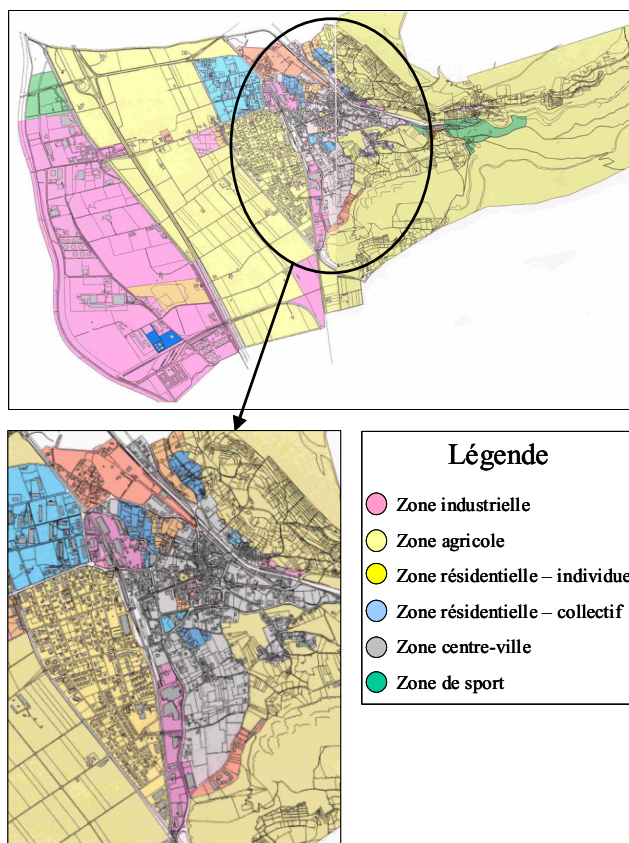 Légende
Zone industrielle
Zone agricole
Zone résidentielle – individue
Zone résidentielle – collectif
Zone centre-ville
Zone de sport